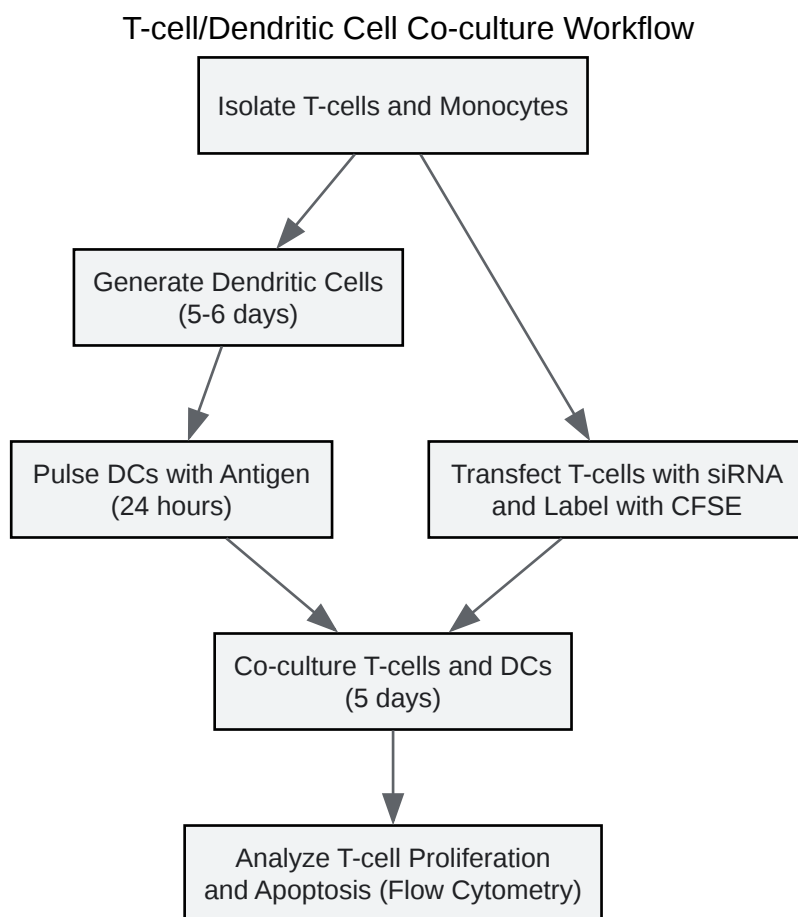 T-cell/Dendritic Cell Co-culture Workflow
Isolate T-cells and Monocytes
Generate Dendritic Cells
(5-6 days)
Pulse DCs with Antigen
(24 hours)
Transfect T-cells with siRNA
and Label with CFSE
Co-culture T-cells and DCs
(5 days)
Analyze T-cell Proliferation
and Apoptosis (Flow Cytometry)